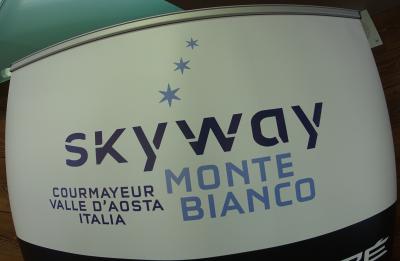 skyway
COURMAYEUR
VALLE D'AOSTA
ITALIA
MONTE
BIANCO